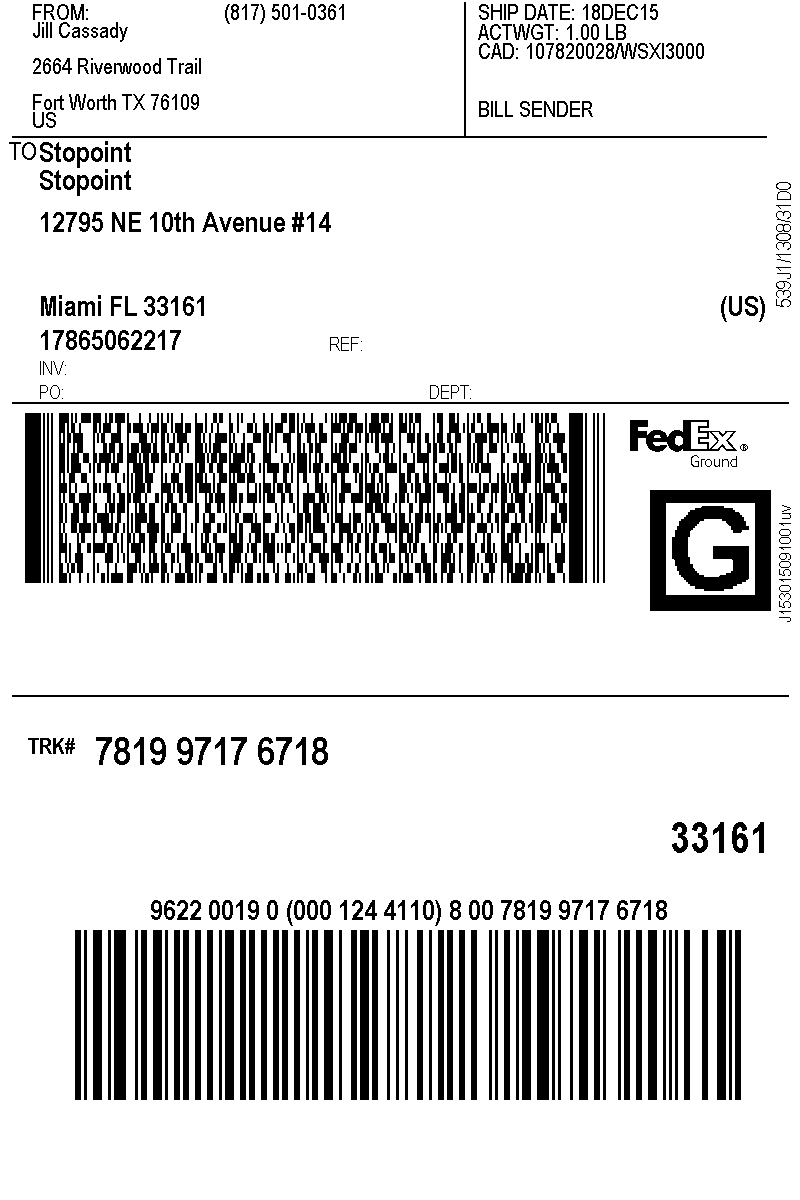 FROM: (817) 501-0361
Jill Cassady
2664 Riverwood Trail
Fort Worth TX 76109
US
SHIP DATE: 18DEC15
ACTWGT: 1.00 LB
CAD: 107820028/WSXI3000
BILL SENDER
TO Stopoint
Stopoint
12795 NE 10th Avenue #14
Miami FL 33161 (US)
17865062217 REF:
INV:
PO: DEPT:
539J1/1308/31D0
FedEx®
Ground
G
J153015091001uv
TRK# 7819 9717 6718
33161
9622 0019 0 (000 124 4110) 8 00 7819 9717 6718